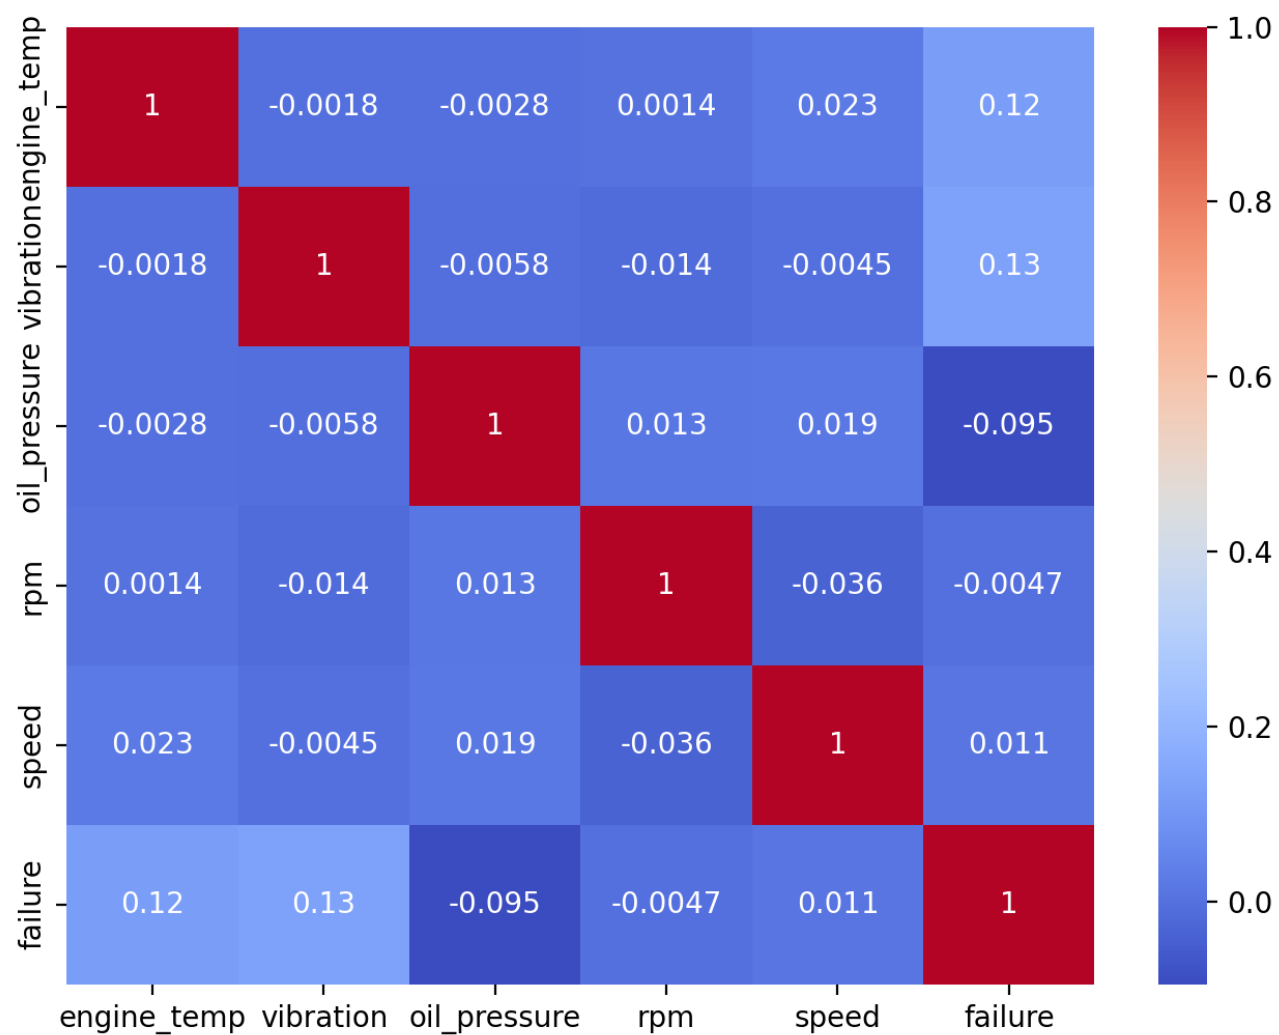 engine_temp 1 -0.0018 -0.0028 0.0014 0.023 0.12
vibration -0.0018 1 -0.0058 -0.014 -0.0045 0.13
oil_pressure -0.0028 -0.0058 1 0.013 0.019 -0.095
rpm 0.0014 -0.014 0.013 1 -0.036 -0.0047
speed 0.023 -0.0045 0.019 -0.036 1 0.011
failure 0.12 0.13 -0.095 -0.0047 0.011 1
engine_temp vibration oil_pressure rpm speed failure
1.0
0.8
0.6
0.4
0.2
0.0